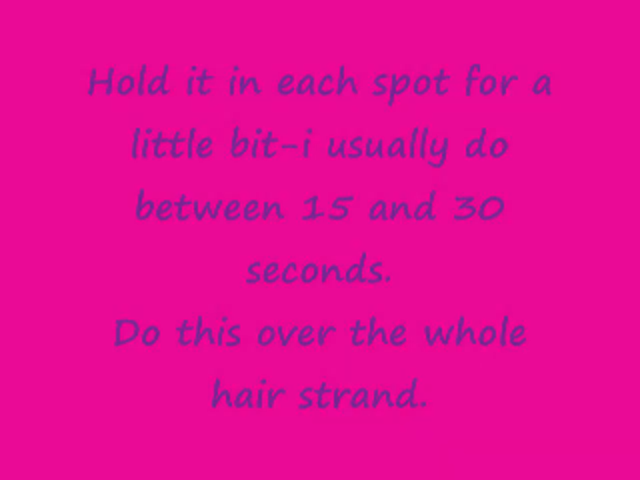 Hold it in each spot for a
little bit-i usually do
between 15 and 30
seconds.
Do this over the whole
hair strand.